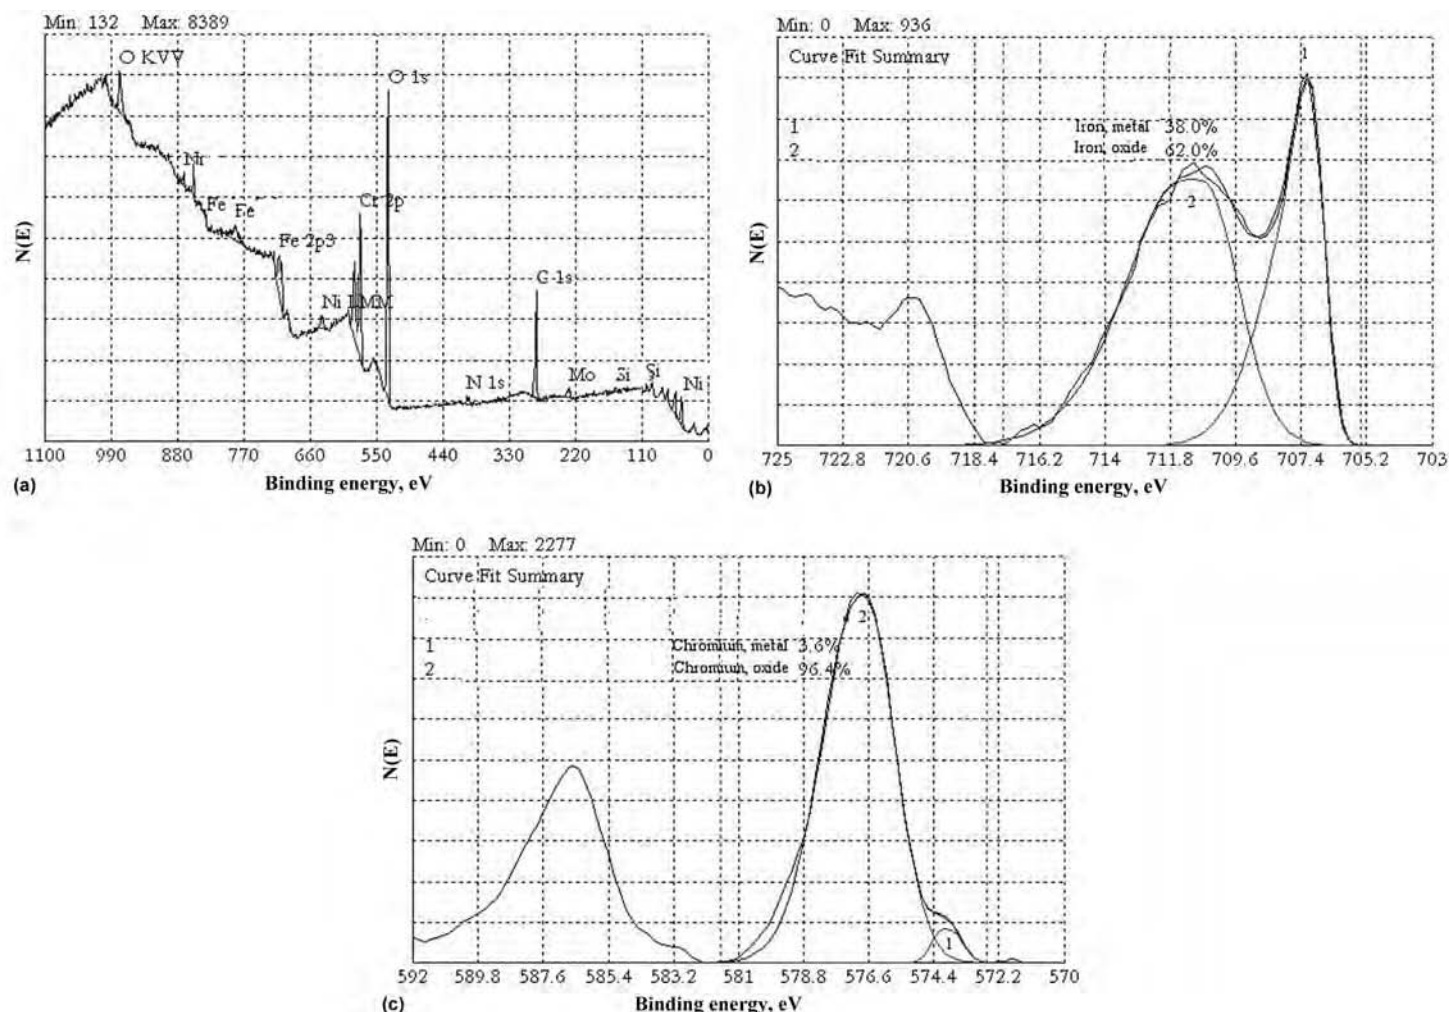 Min: 132 Max: 8389
O KVV
O 1s
Ni
Fe
Fe
Cr 2p
Fe 2p3
C 1s
Ni LMM
N 1s
Mo
Si
Si
Ni
N(E)
1100 990 880 770 660 550 440 330 220 110 0
(a)
Binding energy, eV
Min: 0 Max: 936
Curve Fit Summary
1
1 Iron, metal 38.0%
2 Iron, oxide 62.0%
2
N(E)
725 722.8 720.6 718.4 716.2 714 711.8 709.6 707.4 705.2 703
(b)
Binding energy, eV
Min: 0 Max: 2277
Curve Fit Summary
2
1 Chromium, metal 3.6%
2 Chromium, oxide 96.4%
1
N(E)
592 589.8 587.6 585.4 583.2 581 578.8 576.6 574.4 572.2 570
(c)
Binding energy, eV